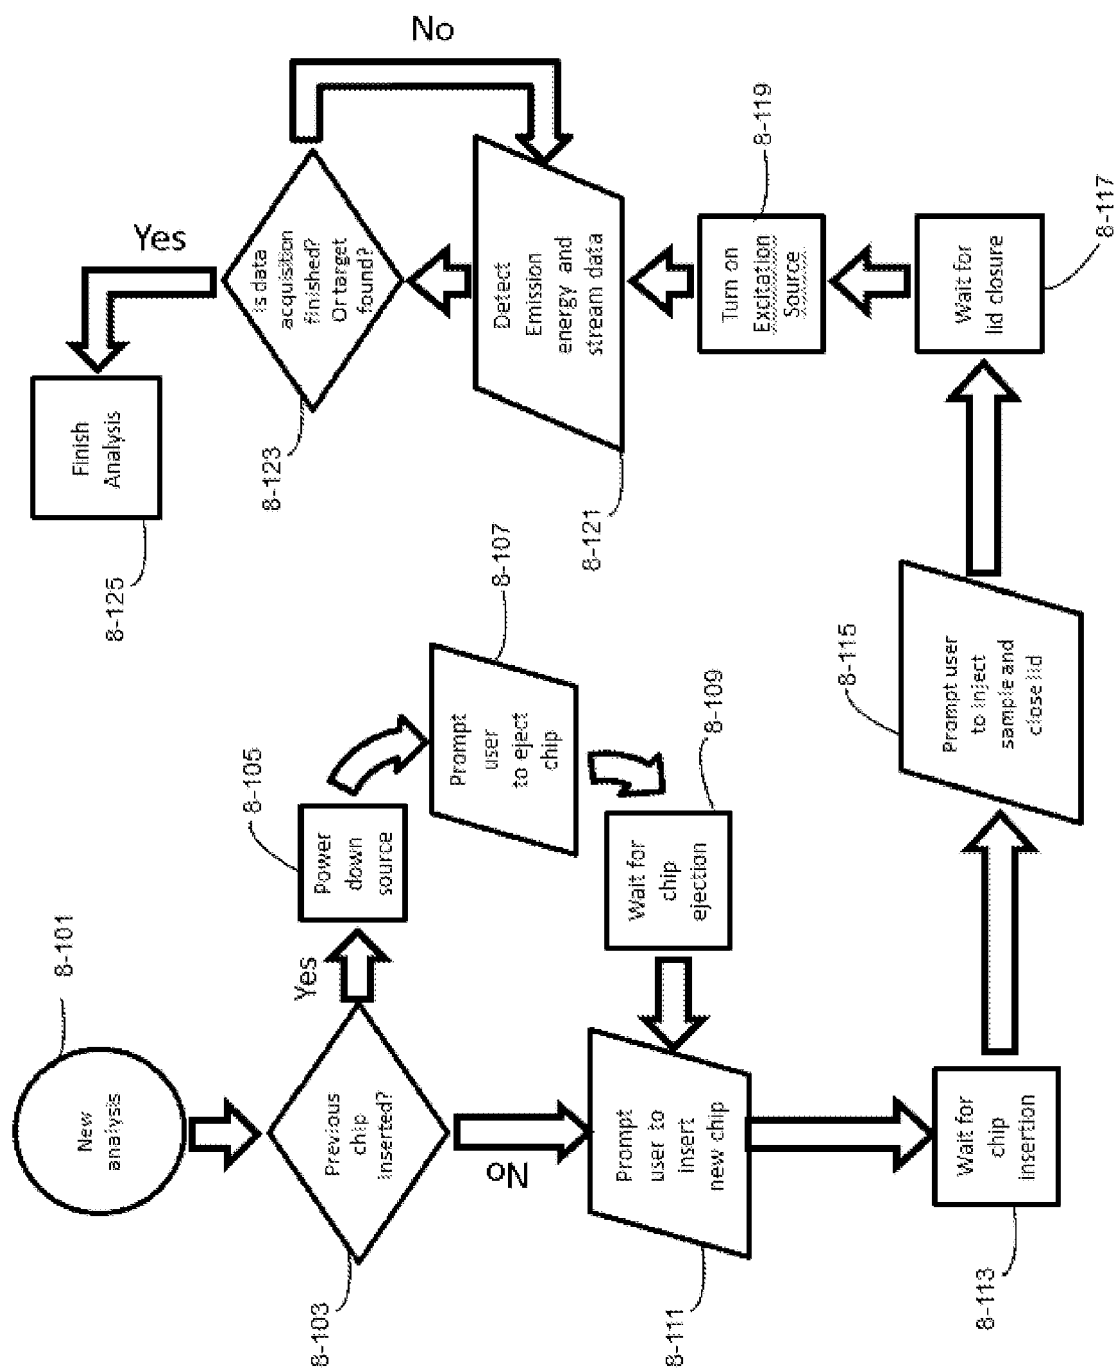 8-101
New
analysis
8-103
Previous
chip
inserted?
Yes
No
8-105
Power
down
source
8-107
Prompt
user
to eject
chip
8-109
Wait for
chip
ejection
8-111
Prompt
user to
insert
new chip
8-113
Wait for
chip
insertion
8-115
Prompt user
to inject
sample and
close lid
8-117
Wait for
lid closure
8-119
Turn on
Excitation
Source
8-121
Detect
Emission
energy and
stream data
8-123
Is data
acquisition
finished?
Or target
found?
No
Yes
8-125
Finish
Analysis